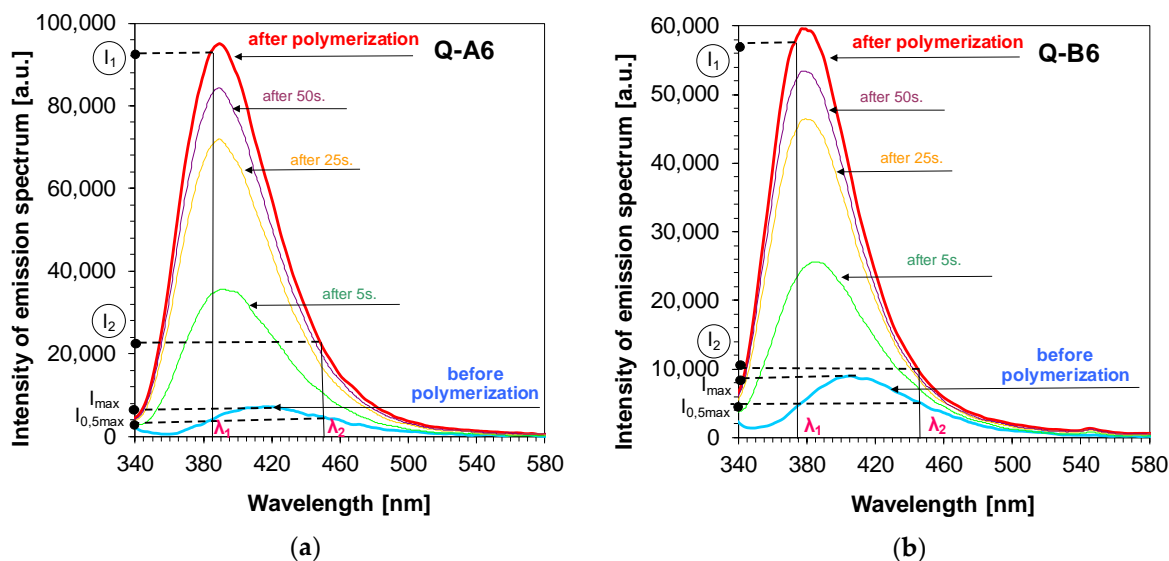 Intensity of emission spectrum [a.u.]
100,000
80,000
60,000
40,000
20,000
0
I₁
I₂
Iₘₐₓ
I₀,₅ₘₐₓ
after polymerization
Q-A6
after 50s.
after 25s.
after 5s.
before
polymerization
λ₁
λ₂
340
380
420
460
500
540
580
Wavelength [nm]
(a)
Intensity of emission spectrum [a.u.]
60,000
50,000
40,000
30,000
20,000
10,000
0
I₁
I₂
Iₘₐₓ
I₀,₅ₘₐₓ
after polymerization
Q-B6
after 50s.
after 25s.
after 5s.
before
polymerization
λ₁
λ₂
340
380
420
460
500
540
580
Wavelength [nm]
(b)